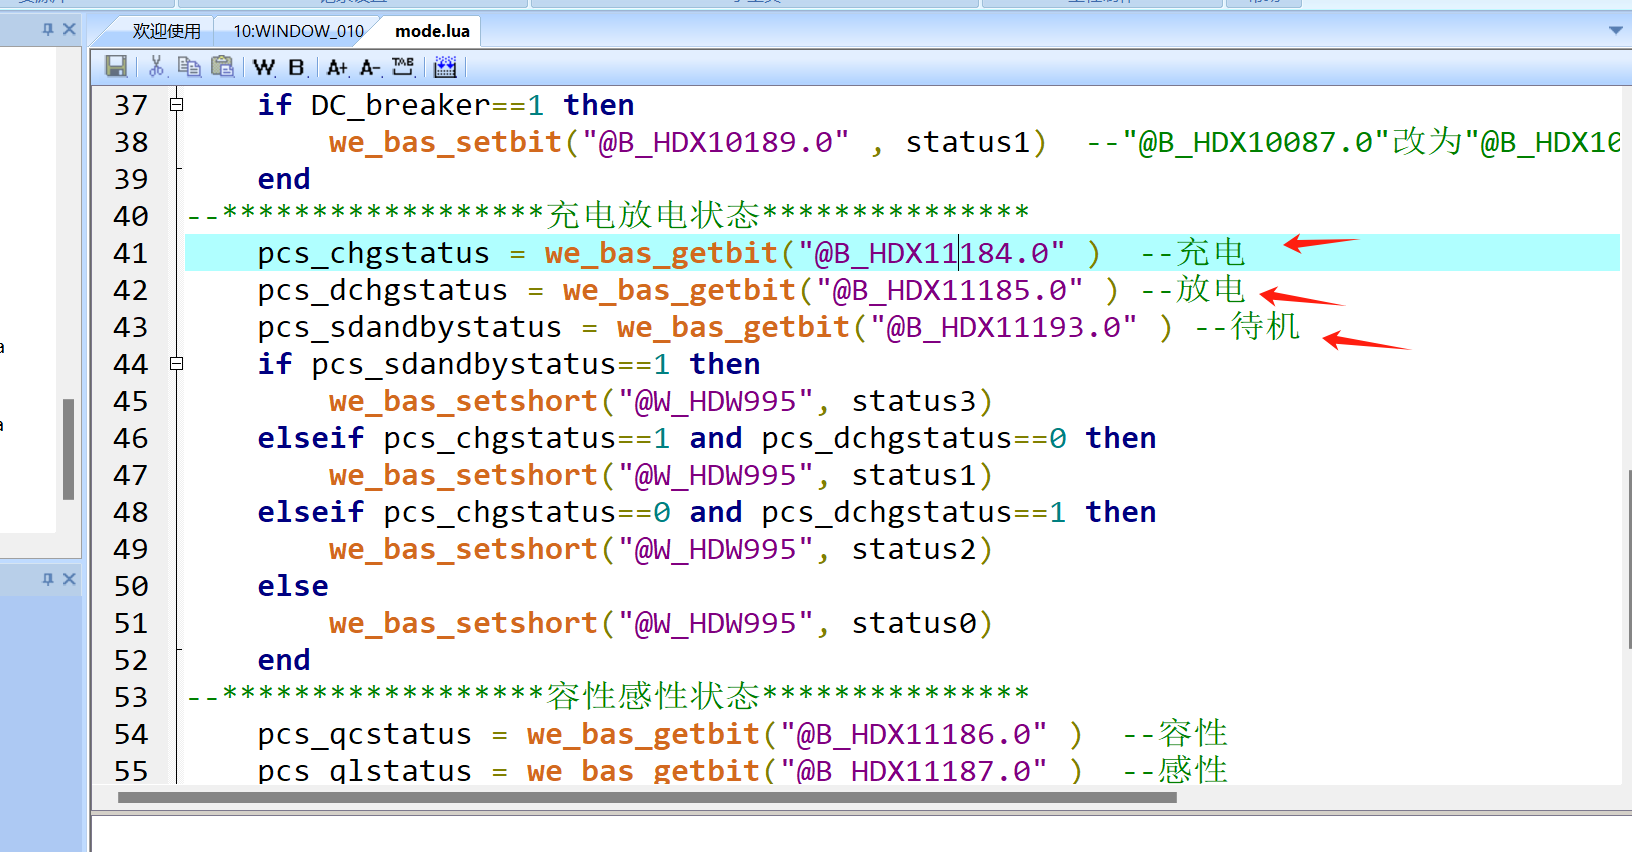 欢迎使用
10:WINDOW_010
mode.lua
W B A+ A- TAB
37 if DC_breaker==1 then
38 we_bas_setbit("@B_HDX10189.0" , status1) --"@B_HDX10087.0"改为"@B_HDX10
39 end
40 --******************充电放电状态***************
41 pcs_chgstatus = we_bas_getbit("@B_HDX11184.0" ) --充电
42 pcs_dchgstatus = we_bas_getbit("@B_HDX11185.0" ) --放电
43 pcs_sdandbystatus = we_bas_getbit("@B_HDX11193.0" ) --待机
44 if pcs_sdandbystatus==1 then
45 we_bas_setshort("@W_HDW995", status3)
46 elseif pcs_chgstatus==1 and pcs_dchgstatus==0 then
47 we_bas_setshort("@W_HDW995", status1)
48 elseif pcs_chgstatus==0 and pcs_dchgstatus==1 then
49 we_bas_setshort("@W_HDW995", status2)
50 else
51 we_bas_setshort("@W_HDW995", status0)
52 end
53 --******************容性感性状态***************
54 pcs_qcstatus = we_bas_getbit("@B_HDX11186.0" ) --容性
55 pcs_qlstatus = we_bas_getbit("@B_HDX11187.0" ) --感性